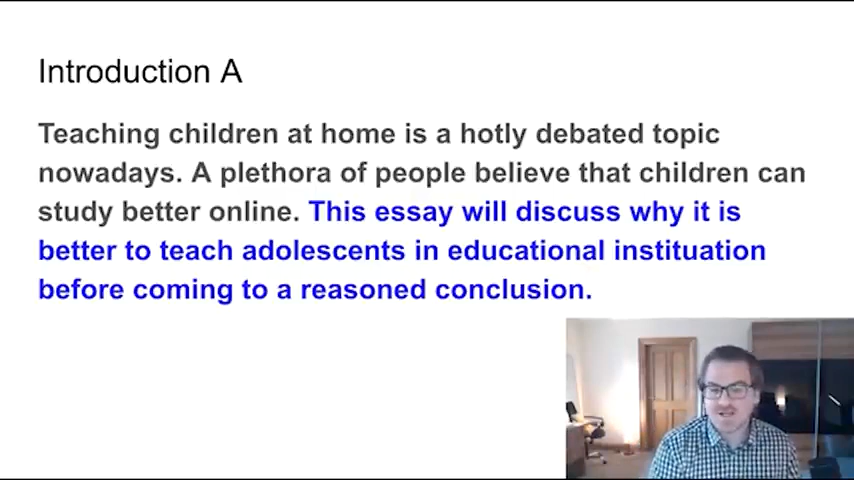 Introduction A
Teaching children at home is a hotly debated topic
nowadays. A plethora of people believe that children can
study better online. This essay will discuss why it is
better to teach adolescents in educational instituation
before coming to a reasoned conclusion.